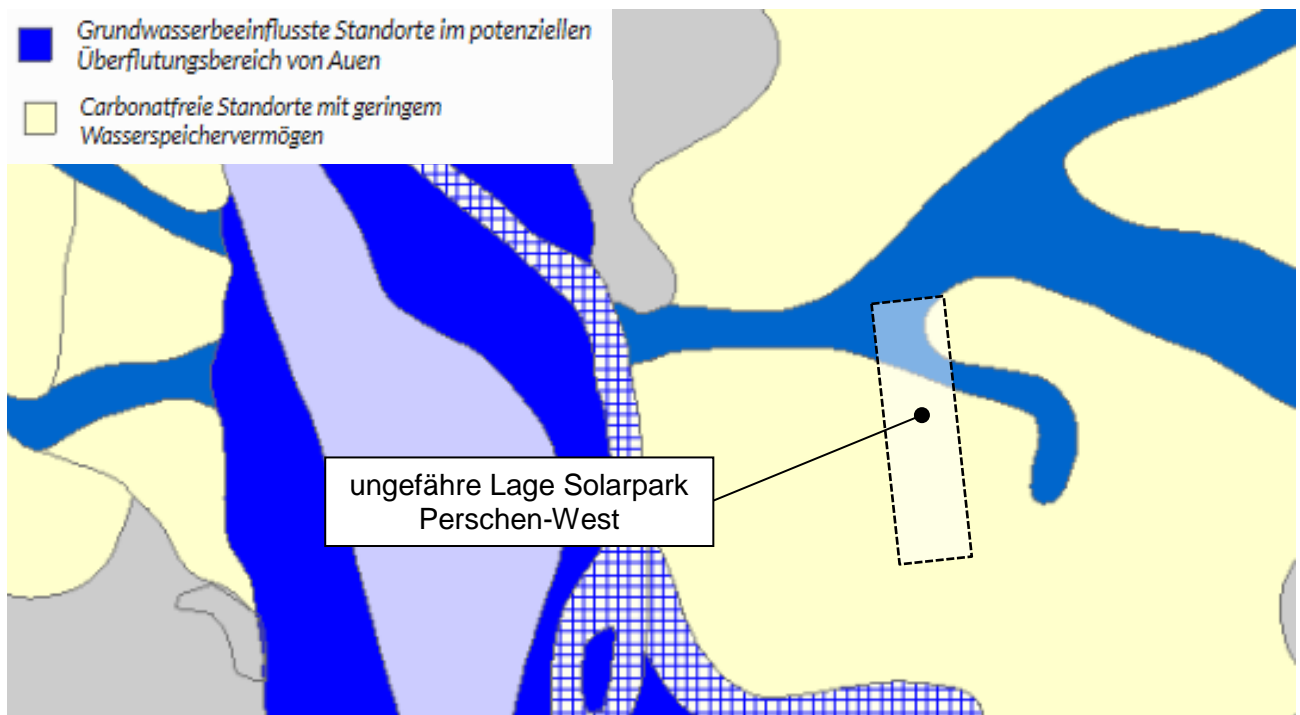 Grundwasserbeeinflusste Standorte im potenziellen
Überflutungsbereich von Auen
Carbonatfreie Standorte mit geringem
Wasserspeichervermögen
ungefähre Lage Solarpark
Perschen-West